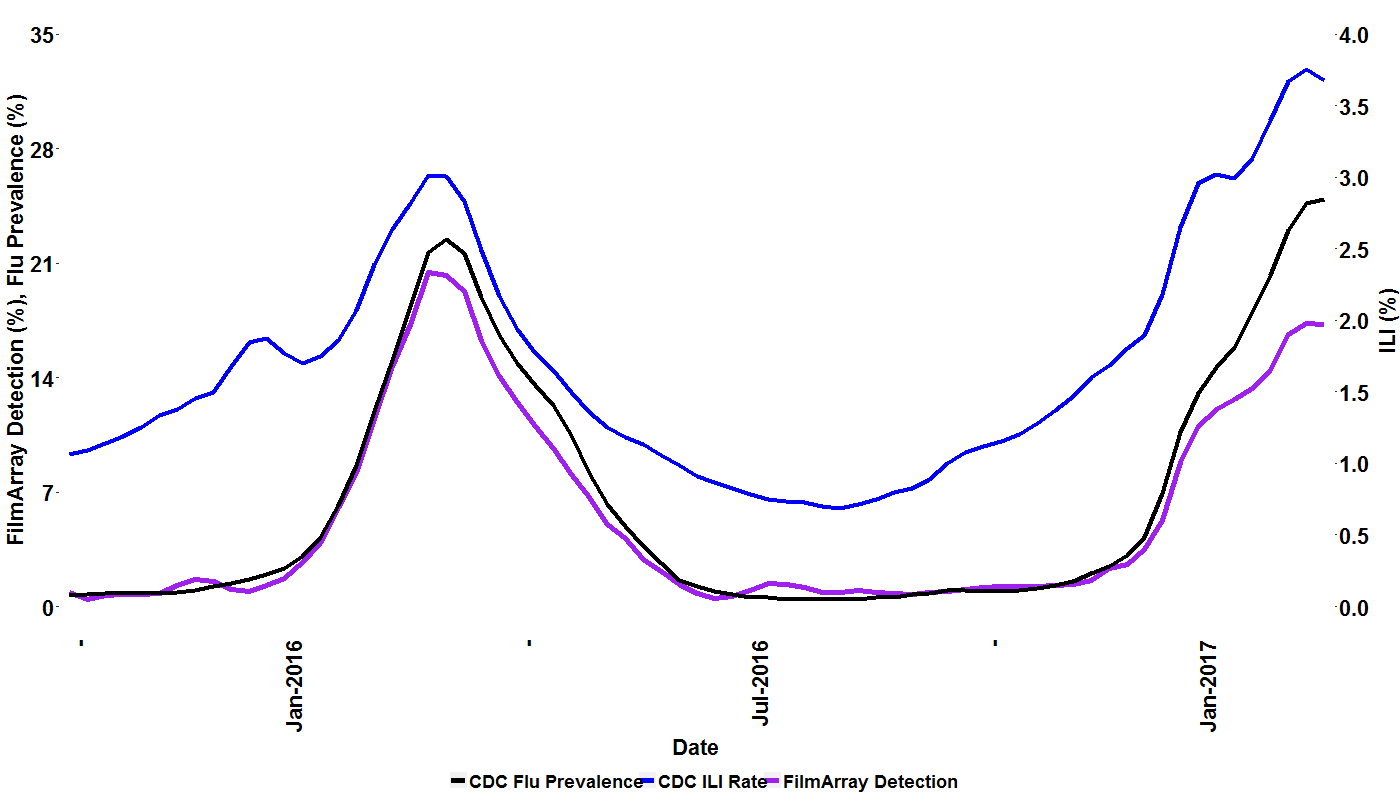 FilmArray Detection (%), Flu Prevalence (%)
35
28
21
14
7
0
4.0
3.5
3.0
2.5
2.0
1.5
1.0
0.5
0.0
ILI (%)
-
Jan-2016
-
Jul-2016
-
Jan-2017
Date
CDC Flu Prevalence CDC ILI Rate FilmArray Detection